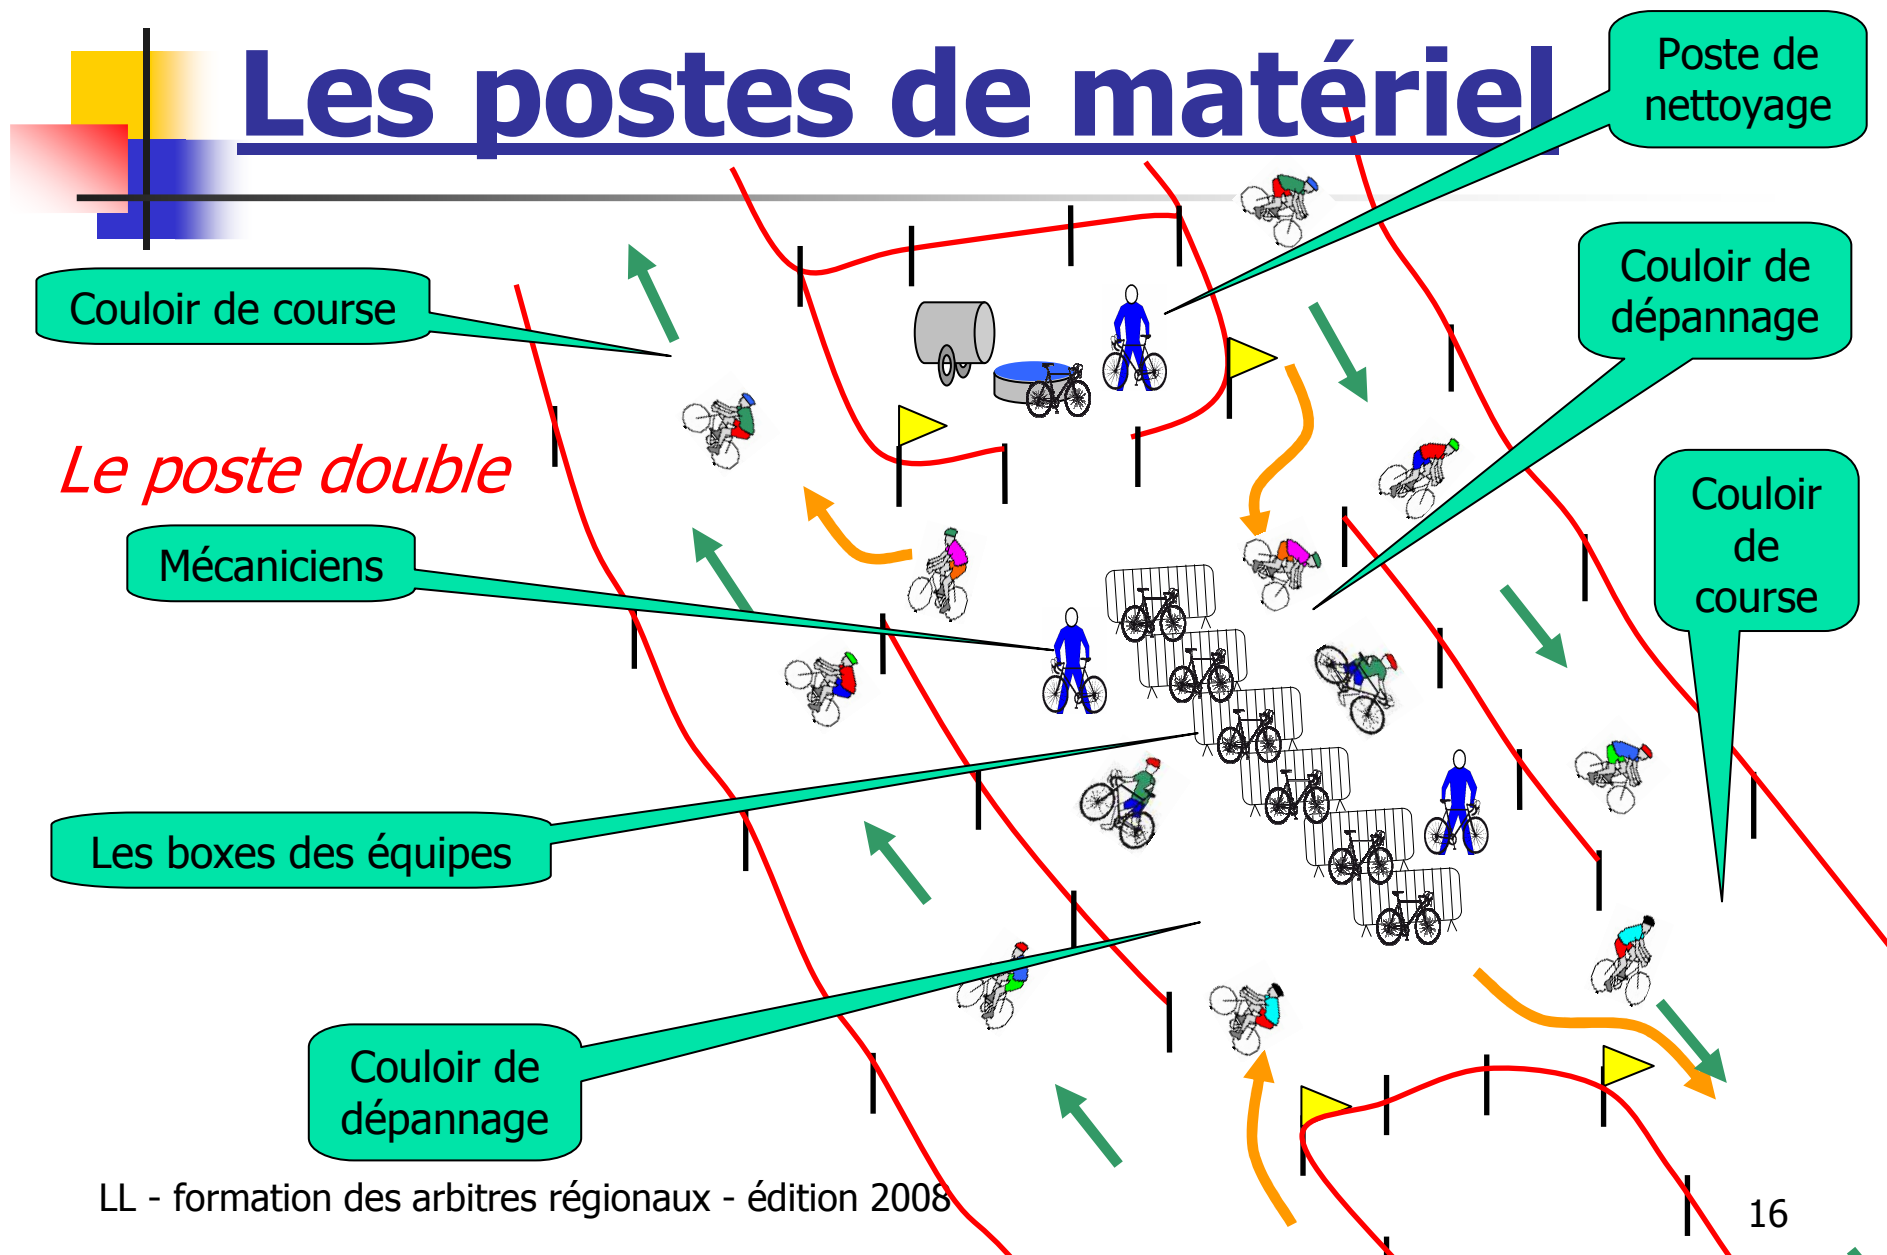 Les postes de matériel
Poste de
nettoyage
Couloir de course
Couloir de
dépannage
Le poste double
Couloir
de
course
Mécaniciens
Les boxes des équipes
Couloir de
dépannage
LL - formation des arbitres régionaux - édition 2008
16